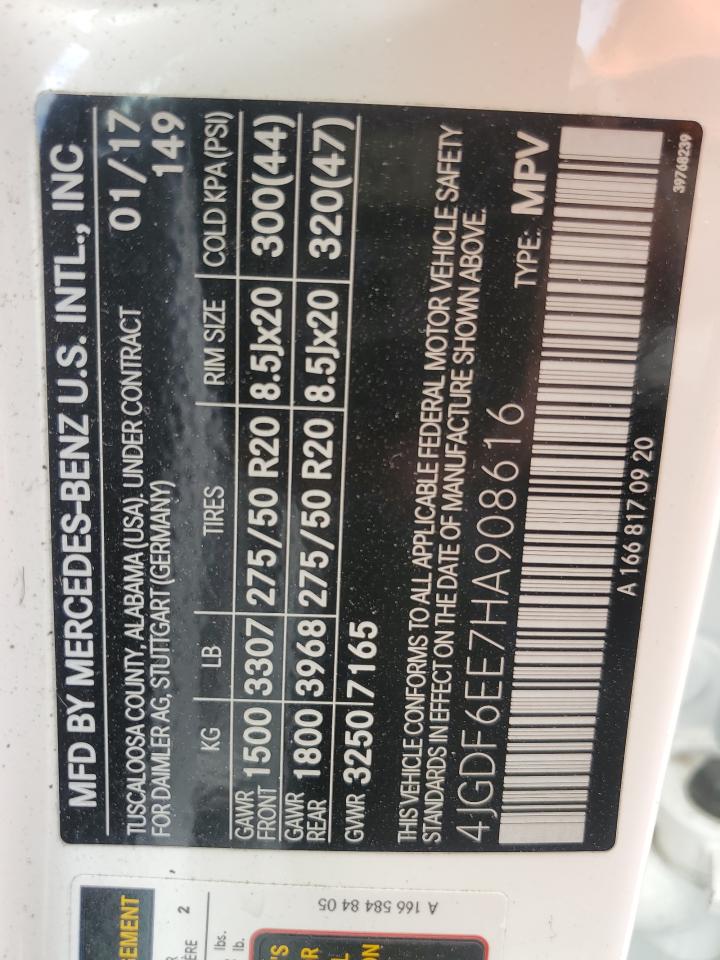 MFD BY MERCEDES-BENZ U.S. INTL., INC
TUSCALOOSA COUNTY, ALABAMA (USA). UNDER CONTRACT 01/17
FOR DAIMLER AG, STUTTGART (GERMANY) 149
KG LB TIRES RIM SIZE COLD KPA (PSI)
GAWR FRONT 1500 3307 275/50 R20 8.5Jx20 300(44)
GAWR REAR 1800 3968 275/50 R20 8.5Jx20 320(47)
GVWR 3250 7165
THIS VEHICLE CONFORMS TO ALL APPLICABLE FEDERAL MOTOR VEHICLE SAFETY
STANDARDS IN EFFECT ON THE DATE OF MANUFACTURE SHOWN ABOVE.
4JGDF6EE7HA908616 TYPE: MPV
A 166 817 09 20
39768239
2
lbs.
lb.
A 166 584 84 05